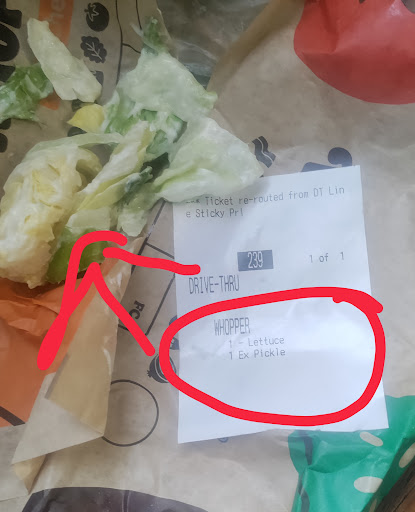 *** Ticket re-routed from DT Lin
e Sticky Pri
239
1 of 1
DRIVE-THRU
WHOPPER
1 - Lettuce
1 Ex Pickle